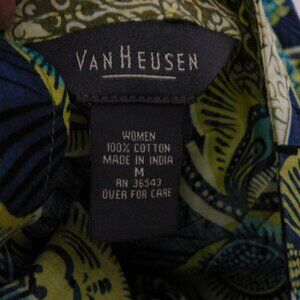 VAN HEUSEN
WOMEN
100% COTTON
MADE IN INDIA
M
RN 36543
OVER FOR CARE